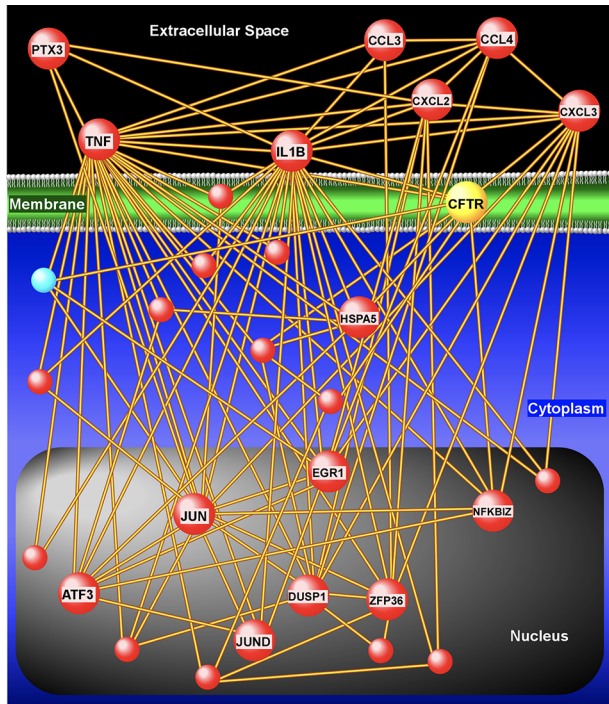 Extracellular Space
PTX3
CCL3
CCL4
CXCL2
CXCL3
TNF
IL1B
Membrane
CFTR
HSPA5
Cytoplasm
EGR1
JUN
NFKBIZ
ATF3
DUSP1
ZFP36
JUND
Nucleus